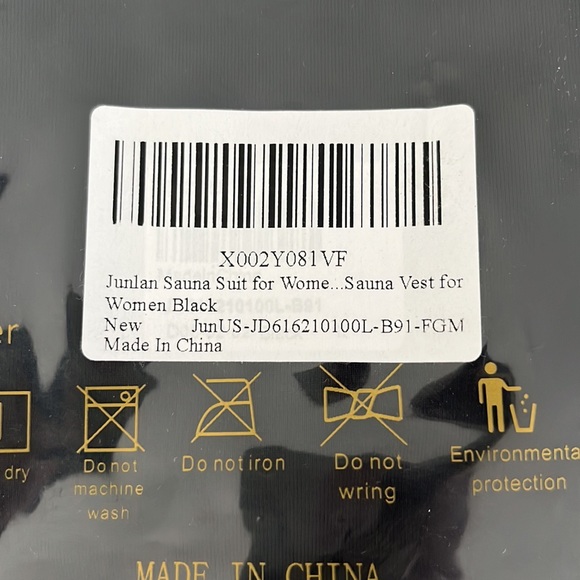 X002Y081VF
Junlan Sauna Suit for Wome...Sauna Vest for
Women Black
New JunUS-JD616210100L-B91-FGM
Made In China
er
dry
Do not
machine
wash
Do not iron
Do not
wring
Environmenta
protection
MADE IN CHINA